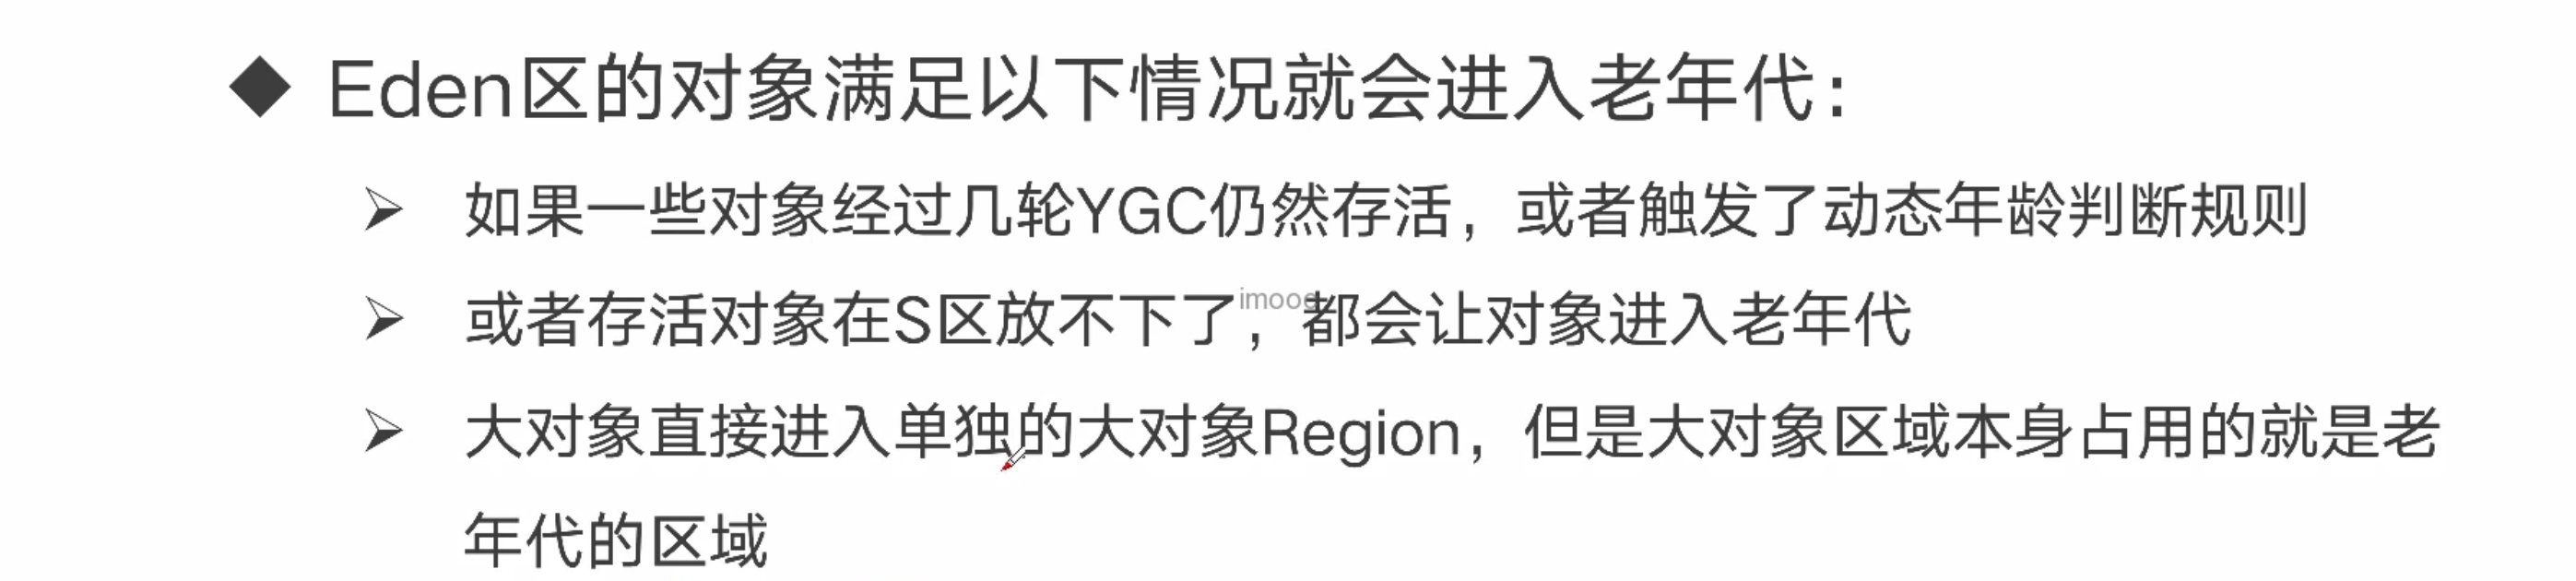 Eden区的对象满足以下情况就会进入老年代：
如果一些对象经过几轮YGC仍然存活，或者触发了动态年龄判断规则
或者存活对象在S区放不下了，都会让对象进入老年代
imooc
大对象直接进入单独的大对象Region，但是大对象区域本身占用的就是老
年代的区域